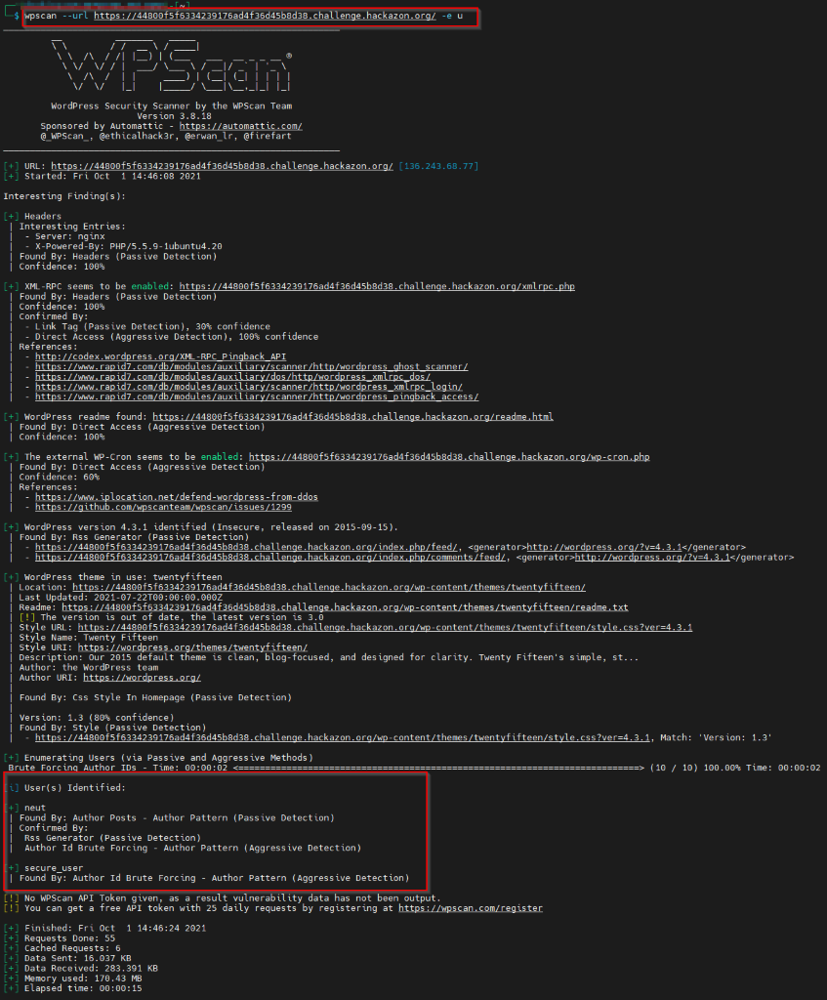 $ wpscan --url https://44800f5f6334239176ad4f36d45b8d38.challenge.hackazon.org/ -e u
WPScan ®
WordPress Security Scanner by the WPScan Team
Version 3.8.18
Sponsored by Automattic - https://automattic.com/
@_WPScan_, @ethicalhack3r, @erwan_lr, @firefart
[+] URL: https://44800f5f6334239176ad4f36d45b8d38.challenge.hackazon.org/ [136.243.68.77]
[+] Started: Fri Oct  1 14:46:08 2021
Interesting Finding(s):
[+] Headers
| Interesting Entries:
|  - Server: nginx
|  - X-Powered-By: PHP/5.5.9-1ubuntu4.20
| Found By: Headers (Passive Detection)
| Confidence: 100%
[+] XML-RPC seems to be enabled: https://44800f5f6334239176ad4f36d45b8d38.challenge.hackazon.org/xmlrpc.php
| Found By: Headers (Passive Detection)
| Confidence: 100%
| Confirmed By:
|  - Link Tag (Passive Detection), 30% confidence
|  - Direct Access (Aggressive Detection), 100% confidence
| References:
|  - http://codex.wordpress.org/XML-RPC_Pingback_API
|  - https://www.rapid7.com/db/modules/auxiliary/scanner/http/wordpress_ghost_scanner/
|  - https://www.rapid7.com/db/modules/auxiliary/dos/http/wordpress_xmlrpc_dos/
|  - https://www.rapid7.com/db/modules/auxiliary/scanner/http/wordpress_xmlrpc_login/
|  - https://www.rapid7.com/db/modules/auxiliary/scanner/http/wordpress_pingback_access/
[+] WordPress readme found: https://44800f5f6334239176ad4f36d45b8d38.challenge.hackazon.org/readme.html
| Found By: Direct Access (Aggressive Detection)
| Confidence: 100%
[+] The external WP-Cron seems to be enabled: https://44800f5f6334239176ad4f36d45b8d38.challenge.hackazon.org/wp-cron.php
| Found By: Direct Access (Aggressive Detection)
| Confidence: 60%
| References:
|  - https://www.iplocation.net/defend-wordpress-from-ddos
|  - https://github.com/wpscanteam/wpscan/issues/1299
[+] WordPress version 4.3.1 identified (Insecure, released on 2015-09-15).
| Found By: Rss Generator (Passive Detection)
|  - https://44800f5f6334239176ad4f36d45b8d38.challenge.hackazon.org/index.php/feed/, <generator>http://wordpress.org/?v=4.3.1</generator>
|  - https://44800f5f6334239176ad4f36d45b8d38.challenge.hackazon.org/index.php/comments/feed/, <generator>http://wordpress.org/?v=4.3.1</generator>
[+] WordPress theme in use: twentyfifteen
| Location: https://44800f5f6334239176ad4f36d45b8d38.challenge.hackazon.org/wp-content/themes/twentyfifteen/
| Last Updated: 2021-07-22T00:00:00.000Z
| Readme: https://44800f5f6334239176ad4f36d45b8d38.challenge.hackazon.org/wp-content/themes/twentyfifteen/readme.txt
| [!] The version is out of date, the latest version is 3.0
| Style URL: https://44800f5f6334239176ad4f36d45b8d38.challenge.hackazon.org/wp-content/themes/twentyfifteen/style.css?ver=4.3.1
| Style Name: Twenty Fifteen
| Style URI: https://wordpress.org/themes/twentyfifteen/
| Description: Our 2015 default theme is clean, blog-focused, and designed for clarity. Twenty Fifteen's simple, st...
| Author: the WordPress team
| Author URI: https://wordpress.org/
|
| Found By: Css Style In Homepage (Passive Detection)
|
| Version: 1.3 (80% confidence)
| Found By: Style (Passive Detection)
|  - https://44800f5f6334239176ad4f36d45b8d38.challenge.hackazon.org/wp-content/themes/twentyfifteen/style.css?ver=4.3.1, Match: 'Version: 1.3'
[+] Enumerating Users (via Passive and Aggressive Methods)
Brute Forcing Author IDs - Time: 00:00:02 <==================================================================> (10 / 10) 100.00% Time: 00:00:02
[i] User(s) Identified:
[+] neut
| Found By: Author Posts - Author Pattern (Passive Detection)
| Confirmed By:
|  Rss Generator (Passive Detection)
|  Author Id Brute Forcing - Author Pattern (Aggressive Detection)
[+] secure_user
| Found By: Author Id Brute Forcing - Author Pattern (Aggressive Detection)
[!] No WPScan API Token given, as a result vulnerability data has not been output.
[!] You can get a free API token with 25 daily requests by registering at https://wpscan.com/register
[+] Finished: Fri Oct  1 14:46:24 2021
[+] Requests Done: 55
[+] Cached Requests: 6
[+] Data Sent: 16.037 KB
[+] Data Received: 283.391 KB
[+] Memory used: 170.43 MB
[+] Elapsed time: 00:00:15